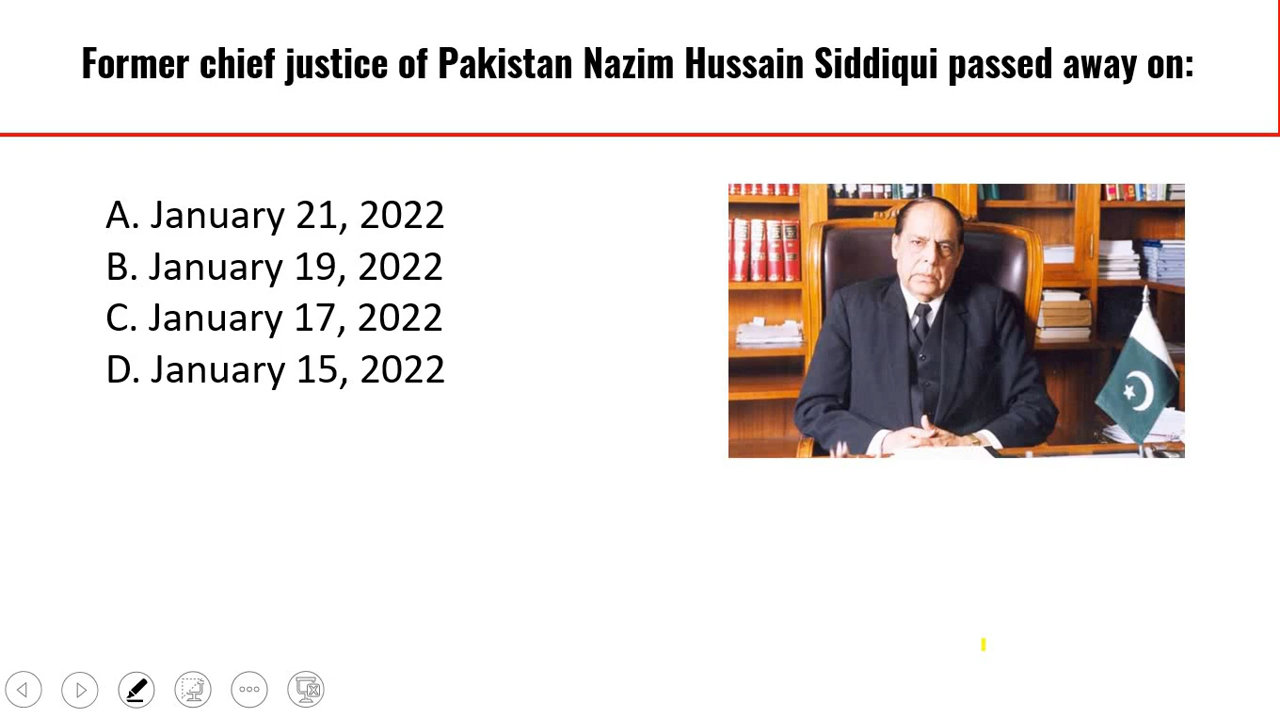 Former chief justice of Pakistan Nazim Hussain Siddiqui passed away on:
A. January 21, 2022
B. January 19, 2022
C. January 17, 2022
D. January 15, 2022